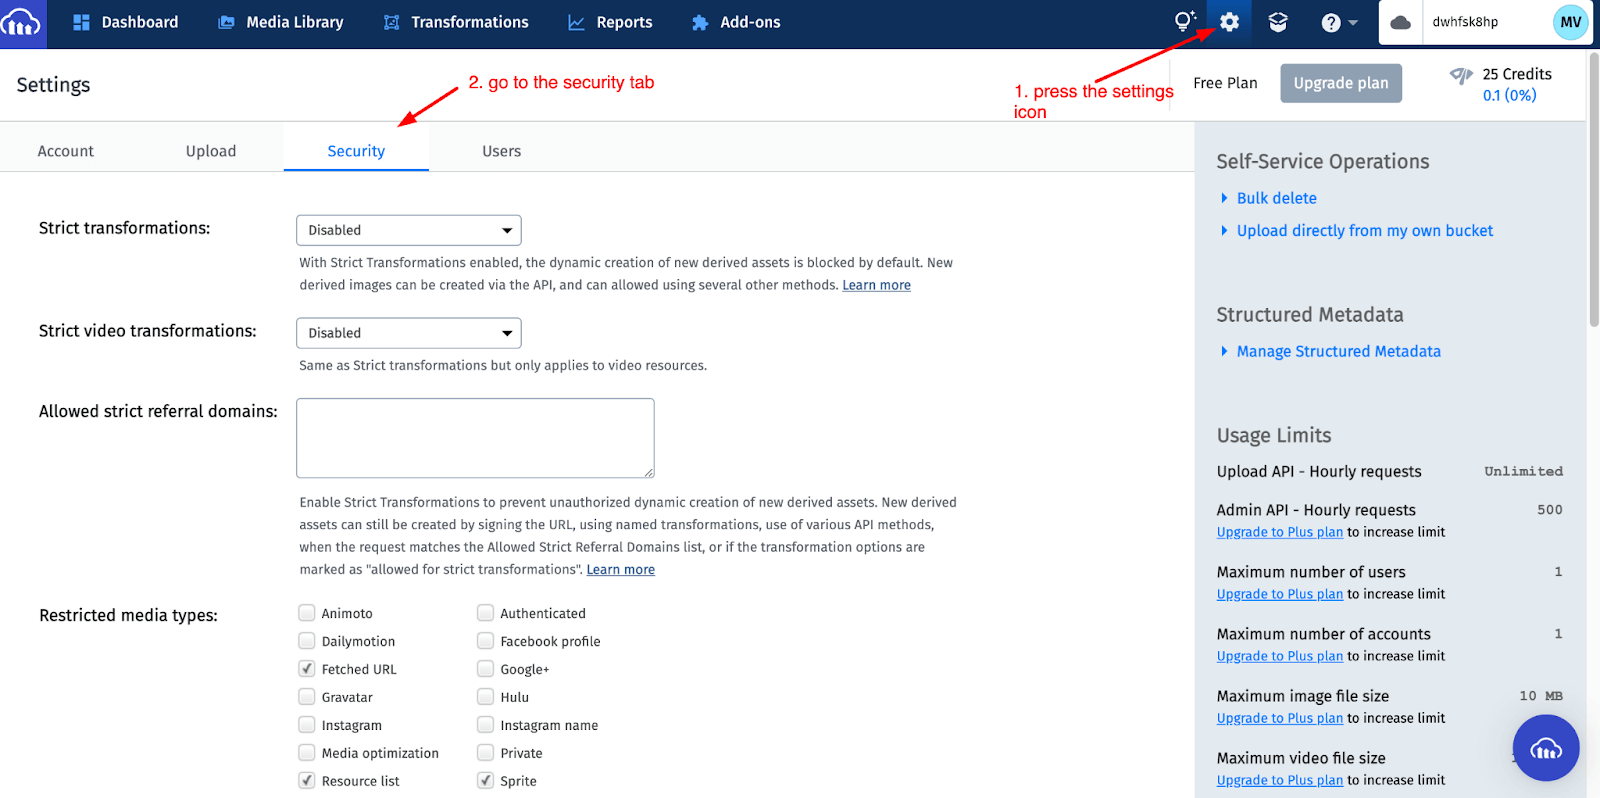 Dashboard
Media Library
Transformations
Reports
Add-ons
dwhfsk8hp
MV
Settings
2. go to the security tab
1. press the settings
icon
Free Plan
Upgrade plan
25 Credits
0.1 (0%)
Account
Upload
Security
Users
Strict transformations:
Disabled
With Strict Transformations enabled, the dynamic creation of new derived assets is blocked by default. New
derived images can be created via the API, and can allowed using several other methods. Learn more
Strict video transformations:
Disabled
Same as Strict transformations but only applies to video resources.
Allowed strict referral domains:
Enable Strict Transformations to prevent unauthorized dynamic creation of new derived assets. New derived
assets can still be created by signing the URL, using named transformations, use of various API methods,
when the request matches the Allowed Strict Referral Domains list, or if the transformation options are
marked as "allowed for strict transformations". Learn more
Restricted media types:
Animoto
Authenticated
Dailymotion
Facebook profile
Fetched URL
Google+
Gravatar
Hulu
Instagram
Instagram name
Media optimization
Private
Resource list
Sprite
Self-Service Operations
Bulk delete
Upload directly from my own bucket
Structured Metadata
Manage Structured Metadata
Usage Limits
Upload API - Hourly requests Unlimited
Admin API - Hourly requests 500
Upgrade to Plus plan to increase limit
Maximum number of users 1
Upgrade to Plus plan to increase limit
Maximum number of accounts 1
Upgrade to Plus plan to increase limit
Maximum image file size 10 MB
Upgrade to Plus plan to increase limit
Maximum video file size
Upgrade to Plus plan to increase limit